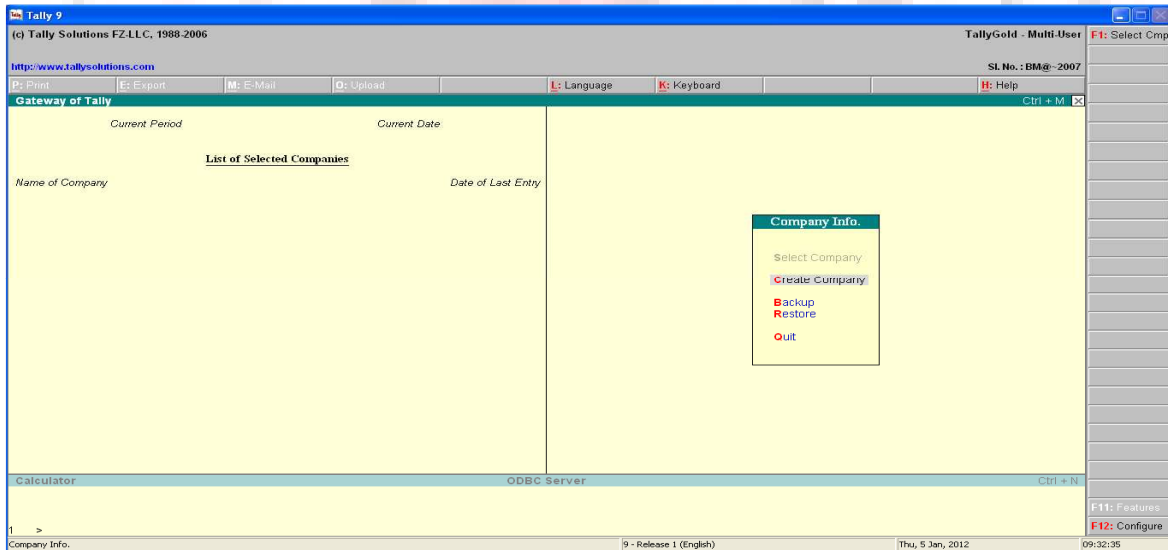 Tally 9
(c) Tally Solutions FZ-LLC, 1988-2006
TallyGold - Multi-User
F1: Select Cmp
http://www.tallysolutions.com
Sl. No.: BM@~2007
P: Print E: Export M: E-Mail O: Upload L: Language K: Keyboard H: Help
Gateway of Tally Ctrl + M
Current Period Current Date
List of Selected Companies
Name of Company Date of Last Entry
Company Info.
Select Company
Create Company
Backup
Restore
Quit
Calculator ODBC Server Ctrl + N
F11: Features
1 >
F12: Configure
Company Info. 9 - Release 1 (English) Thu, 5 Jan, 2012 09:32:35